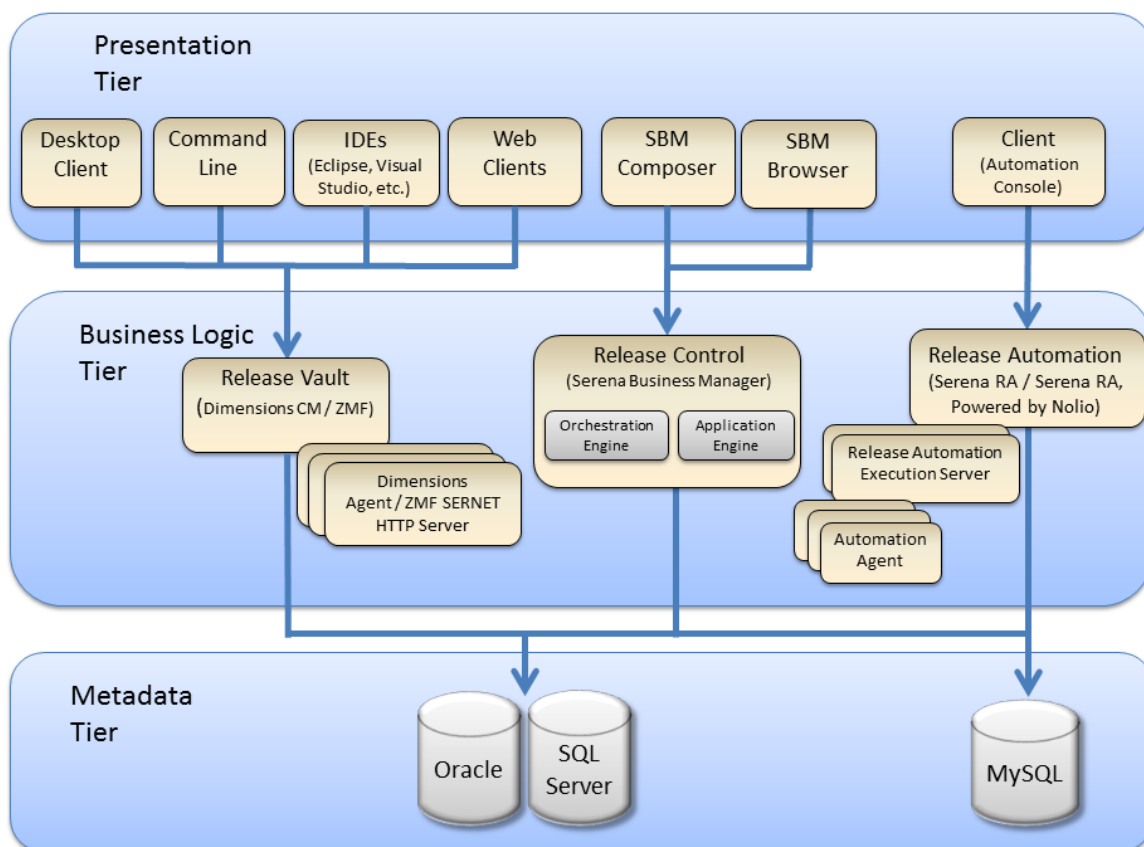 Presentation
Tier
Desktop
Client
Command
Line
IDEs
(Eclipse, Visual
Studio, etc.)
Web
Clients
SBM
Composer
SBM
Browser
Client
(Automation
Console)
Business Logic
Tier
Release Vault
(Dimensions CM / ZMF)
Dimensions
Agent / ZMF SERNET
HTTP Server
Release Control
(Serena Business Manager)
Orchestration
Engine
Application
Engine
Release Automation
(Serena RA / Serena RA,
Powered by Nolio)
Release Automation
Execution Server
Automation
Agent
Metadata
Tier
Oracle
SQL
Server
MySQL